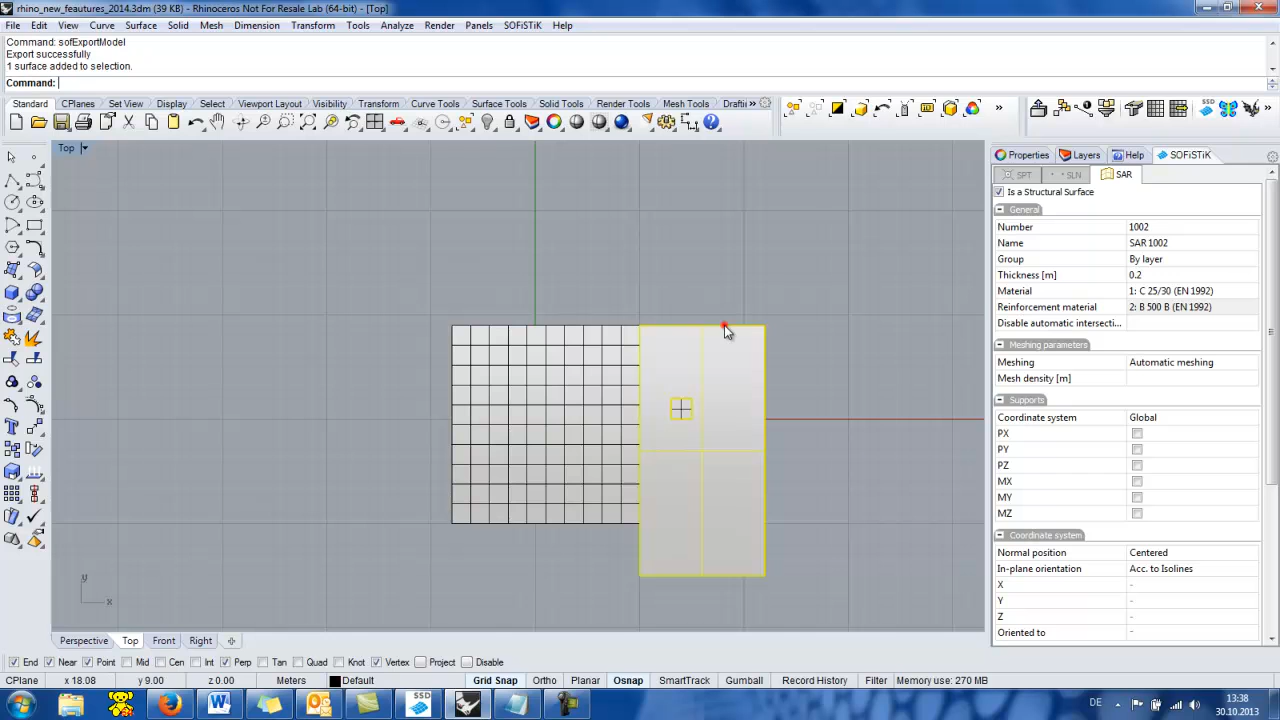 rhino_new_feautures_2014.3dm (39 KB) - Rhinoceros Not For Resale Lab (64-bit) - [Top]
File Edit View Curve Surface Solid Mesh Dimension Transform Tools Analyze Render Panels SOFiSTiK Help
Command: sofExportModel
Export successfully
1 surface added to selection.
Command:
Standard CPlanes Set View Display Select Viewport Layout Visibility Transform Curve Tools Surface Tools Solid Tools Render Tools Mesh Tools Draftin »
Top
Properties Layers Help SOFiSTiK
SPT SLN SAR
Is a Structural Surface
General
Number 1002
Name SAR 1002
Group By layer
Thickness [m] 0.2
Material 1: C 25/30 (EN 1992)
Reinforcement material 2: B 500 B (EN 1992)
Disable automatic intersecti...
Meshing parameters
Meshing Automatic meshing
Mesh density [m]
Supports
Coordinate system Global
PX
PY
PZ
MX
MY
MZ
Coordinate system
Normal position Centered
In-plane orientation Acc. to Isolines
X -
Y -
Z -
Oriented to -
y
x
Perspective Top Front Right
End Near Point Mid Cen Int Perp Tan Quad Knot Vertex Project Disable
CPlane x 18.08 y 9.00 z 0.00 Meters Default Grid Snap Ortho Planar Osnap SmartTrack Gumball Record History Filter Memory use: 270 MB
SSD
DE 13:38
30.10.2013